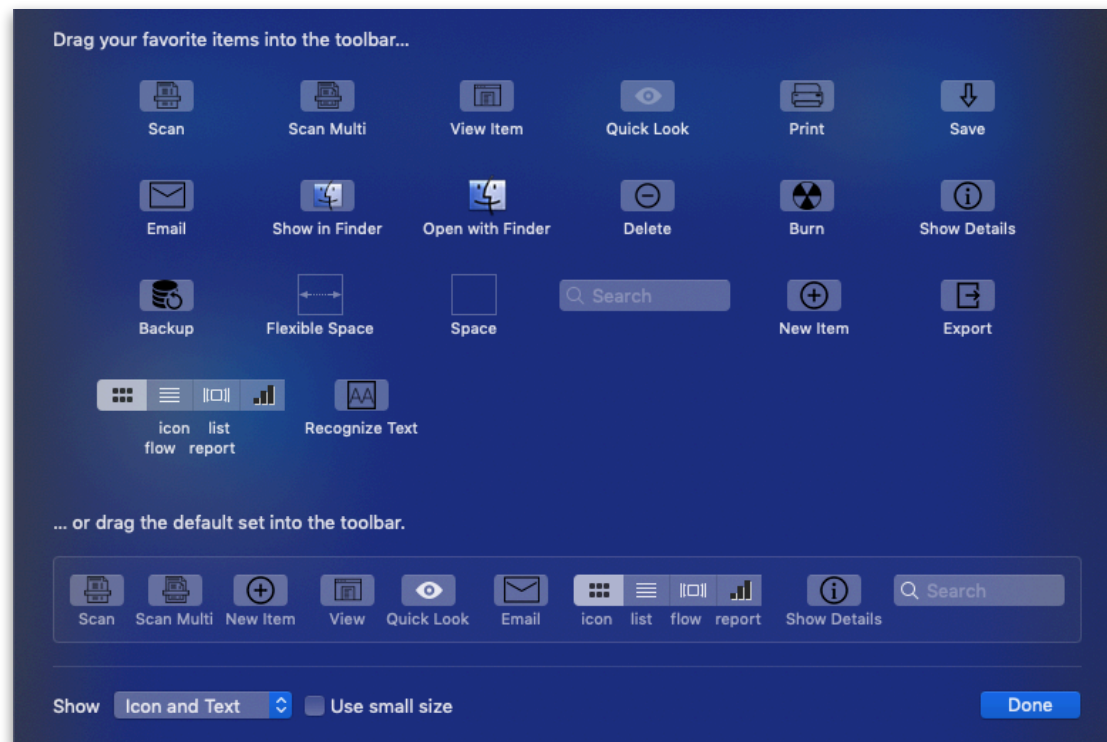 Drag your favorite items into the toolbar...
Scan Scan Multi View Item Quick Look Print Save
Email Show in Finder Open with Finder Delete Burn Show Details
Search
Backup Flexible Space Space New Item Export
AA
icon list Recognize Text
flow report
... or drag the default set into the toolbar.
Search
Scan Scan Multi New Item View Quick Look Email icon list flow report Show Details
Show Icon and Text Use small size Done